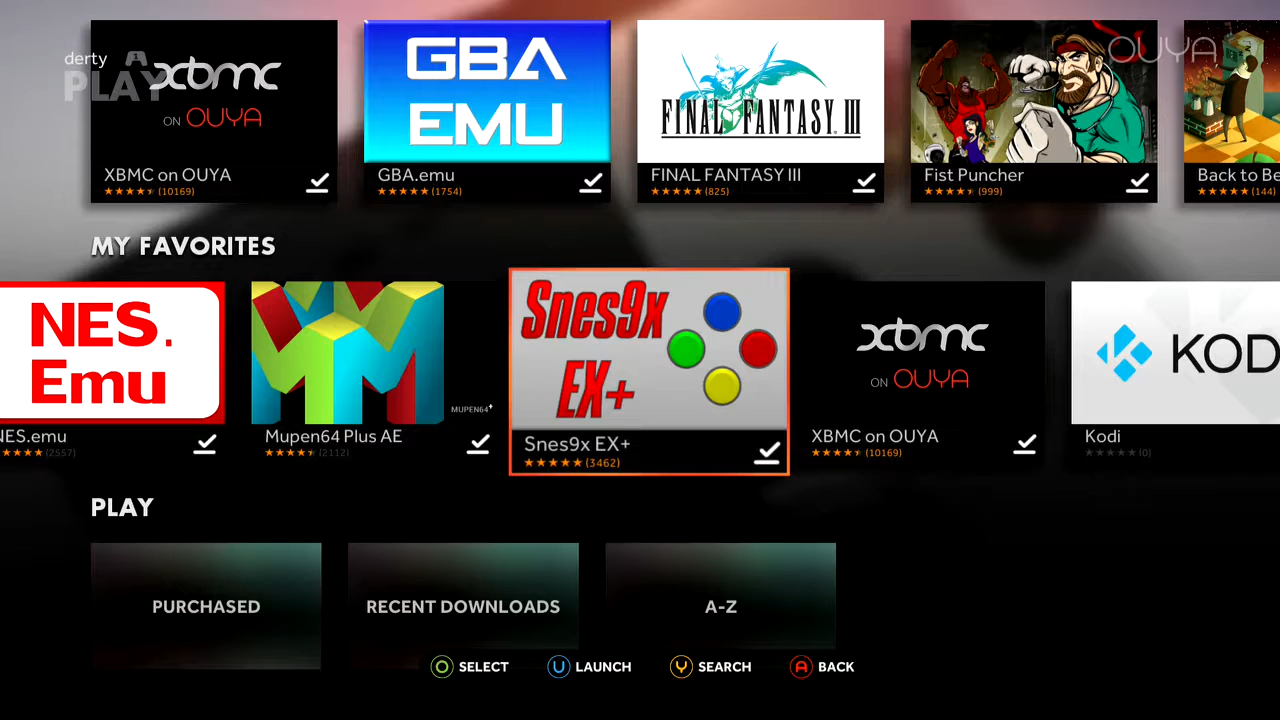 derty
PLAY
OUYA
xbmc
ON OUYA
XBMC on OUYA
(10169)
GBA
EMU
GBA.emu
(1754)
FINAL FANTASY III
FINAL FANTASY III
(825)
Fist Puncher
(999)
Back to Be
(144)
MY FAVORITES
NES.
Emu
NES.emu
(2557)
MUPEN64+
Mupen64 Plus AE
(2112)
Snes9x
EX+
Snes9x EX+
(3462)
xbmc
ON OUYA
XBMC on OUYA
(10169)
KOD
Kodi
(0)
PLAY
PURCHASED
RECENT DOWNLOADS
A-Z
O SELECT
U LAUNCH
Y SEARCH
A BACK